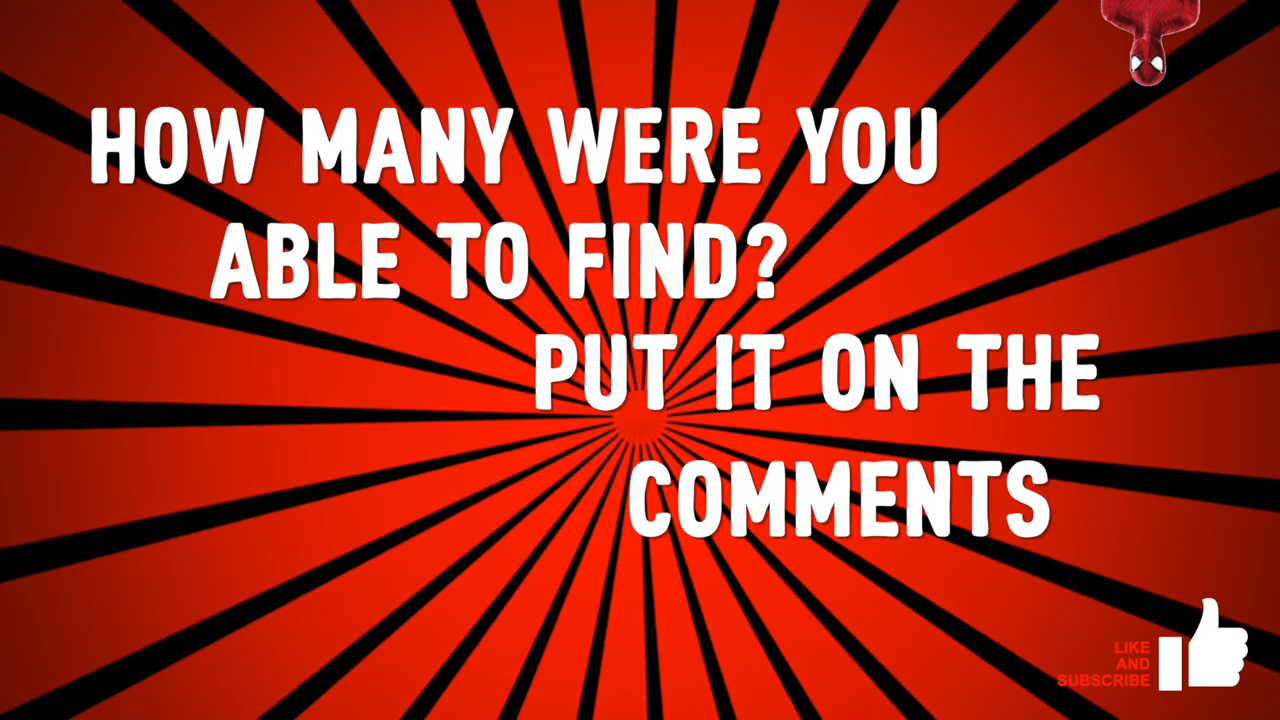 HOW MANY WERE YOU
ABLE TO FIND?
PUT IT ON THE
COMMENTS
LIKE
AND
SUBSCRIBE